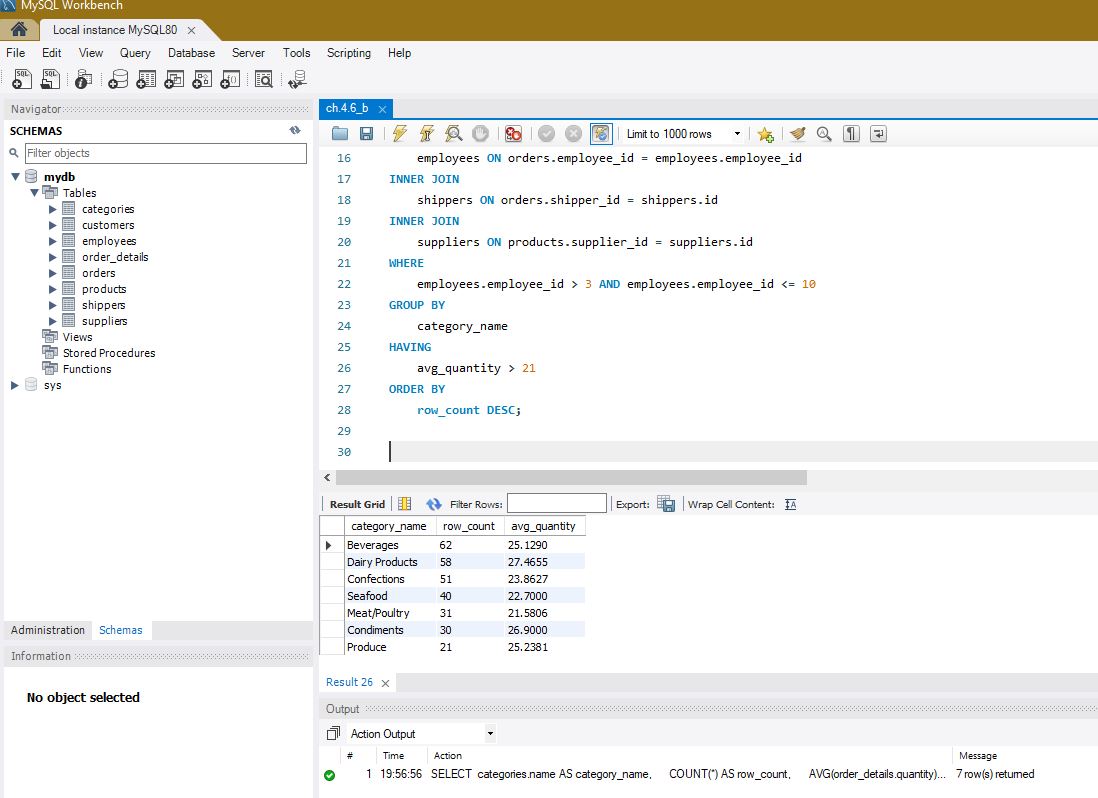 MySQL Workbench
Local instance MySQL80
File Edit View Query Database Server Tools Scripting Help
Navigator
SCHEMAS
Filter objects
mydb
Tables
categories
customers
employees
order_details
orders
products
shippers
suppliers
Views
Stored Procedures
Functions
sys
Administration Schemas
Information
No object selected
ch.4.6_b
Limit to 1000 rows
16 employees ON orders.employee_id = employees.employee_id
17 INNER JOIN
18 shippers ON orders.shipper_id = shippers.id
19 INNER JOIN
20 suppliers ON products.supplier_id = suppliers.id
21 WHERE
22 employees.employee_id > 3 AND employees.employee_id <= 10
23 GROUP BY
24 category_name
25 HAVING
26 avg_quantity > 21
27 ORDER BY
28 row_count DESC;
29
30
Result Grid Filter Rows: Export: Wrap Cell Content:
category_name row_count avg_quantity
Beverages 62 25.1290
Dairy Products 58 27.4655
Confections 51 23.8627
Seafood 40 22.7000
Meat/Poultry 31 21.5806
Condiments 30 26.9000
Produce 21 25.2381
Result 26
Output
Action Output
# Time Action Message
1 19:56:56 SELECT categories.name AS category_name, COUNT(*) AS row_count, AVG(order_details.quantity)... 7 row(s) returned